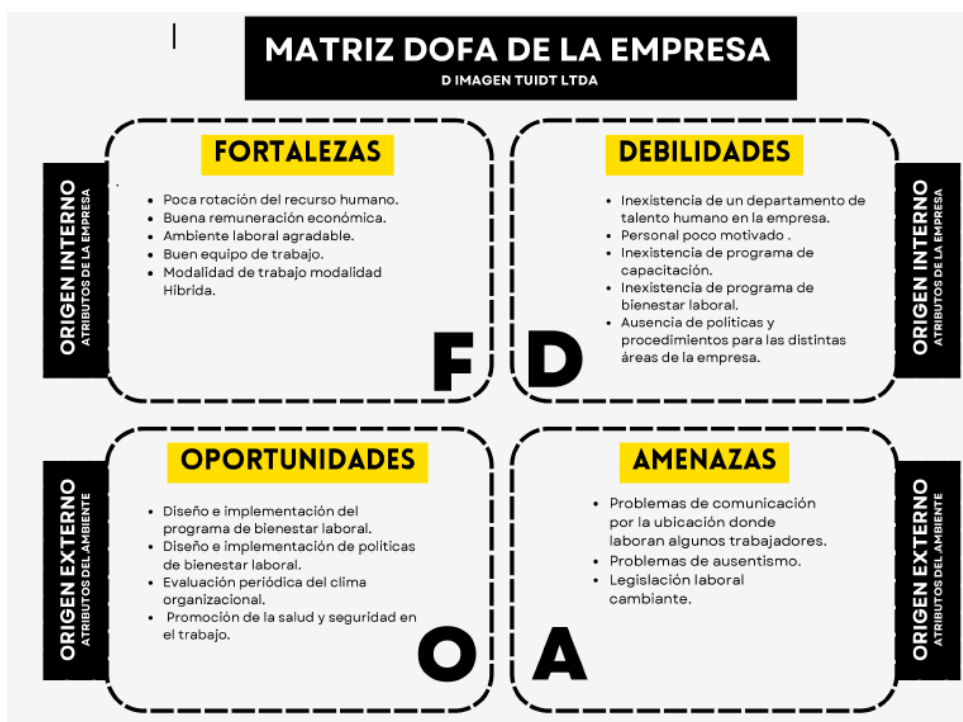 MATRIZ DOFA DE LA EMPRESA
D IMAGEN TUIDT LTDA
ORIGEN INTERNO
ATRIBUTOS DE LA EMPRESA
FORTALEZAS
• Poca rotación del recurso humano.
• Buena remuneración económica.
• Ambiente laboral agradable.
• Buen equipo de trabajo.
• Modalidad de trabajo modalidad
Hibrida.
F
DEBILIDADES
• Inexistencia de un departamento de
talento humano en la empresa.
• Personal poco motivado .
• Inexistencia de programa de
capacitación.
• Inexistencia de programa de
bienestar laboral.
• Ausencia de políticas y
procedimientos para las distintas
áreas de la empresa.
D
ORIGEN INTERNO
ATRIBUTOS DE LA EMPRESA
ORIGEN EXTERNO
ATRIBUTOS DEL AMBIENTE
OPORTUNIDADES
• Diseño e implementación del
programa de bienestar laboral.
• Diseño e implementación de políticas
de bienestar laboral.
• Evaluación periódica del clima
organizacional.
• Promoción de la salud y seguridad en
el trabajo.
O
AMENAZAS
• Problemas de comunicación
por la ubicación donde
laboran algunos trabajadores.
• Problemas de ausentismo.
• Legislación laboral
cambiante.
A
ORIGEN EXTERNO
ATRIBUTOS DEL AMBIENTE